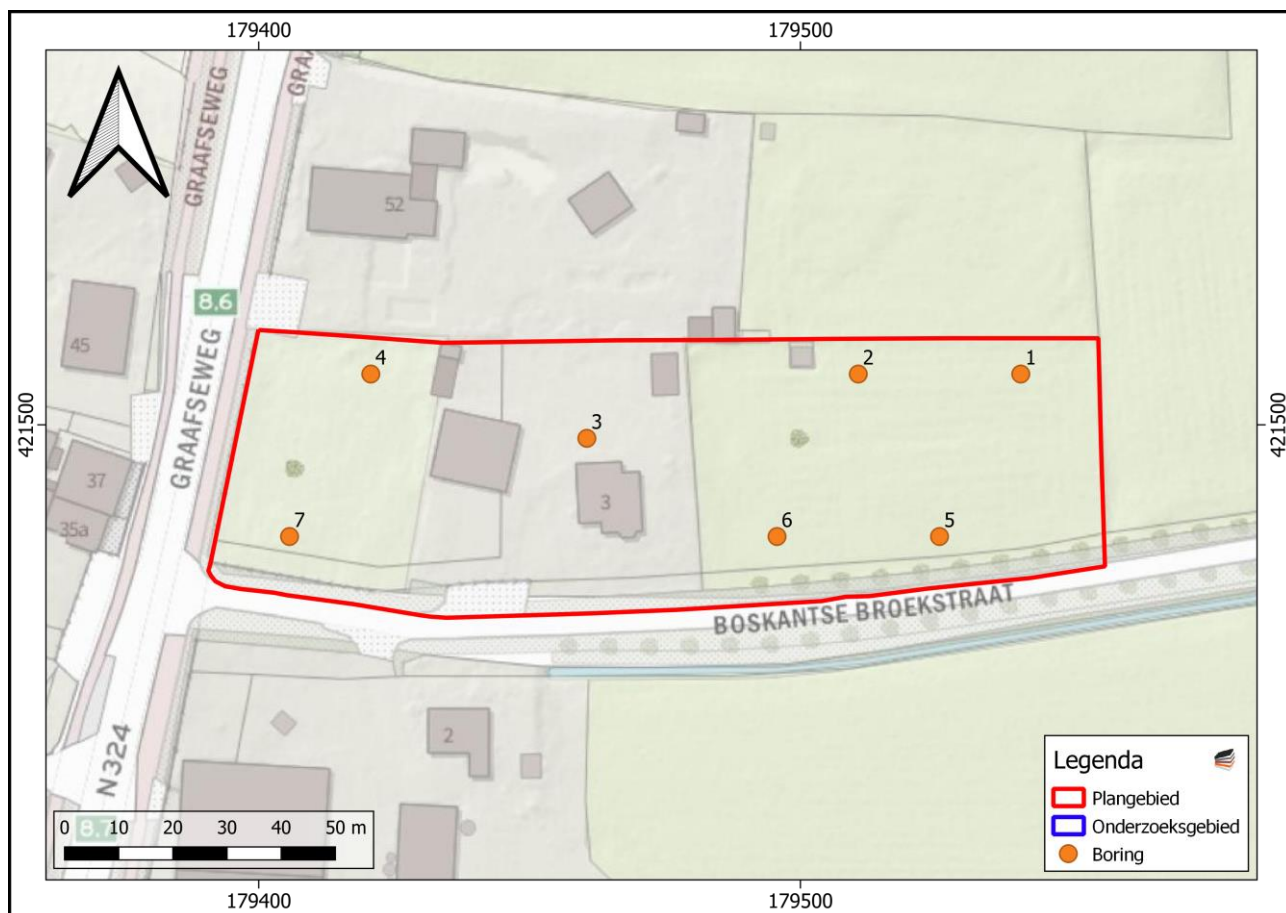 179400
179500
GRAAFSEWEG
GRAA
52
8.6
45
GRAAFSEWEG
4
2
1
421500
421500
3
37
3
35a
7
6
5
BOSKANTSE BROEKSTRAAT
N324
2
8.7
0 10 20 30 40 50 m
Legenda
Plangebied
Onderzoeksgebied
Boring
179400
179500